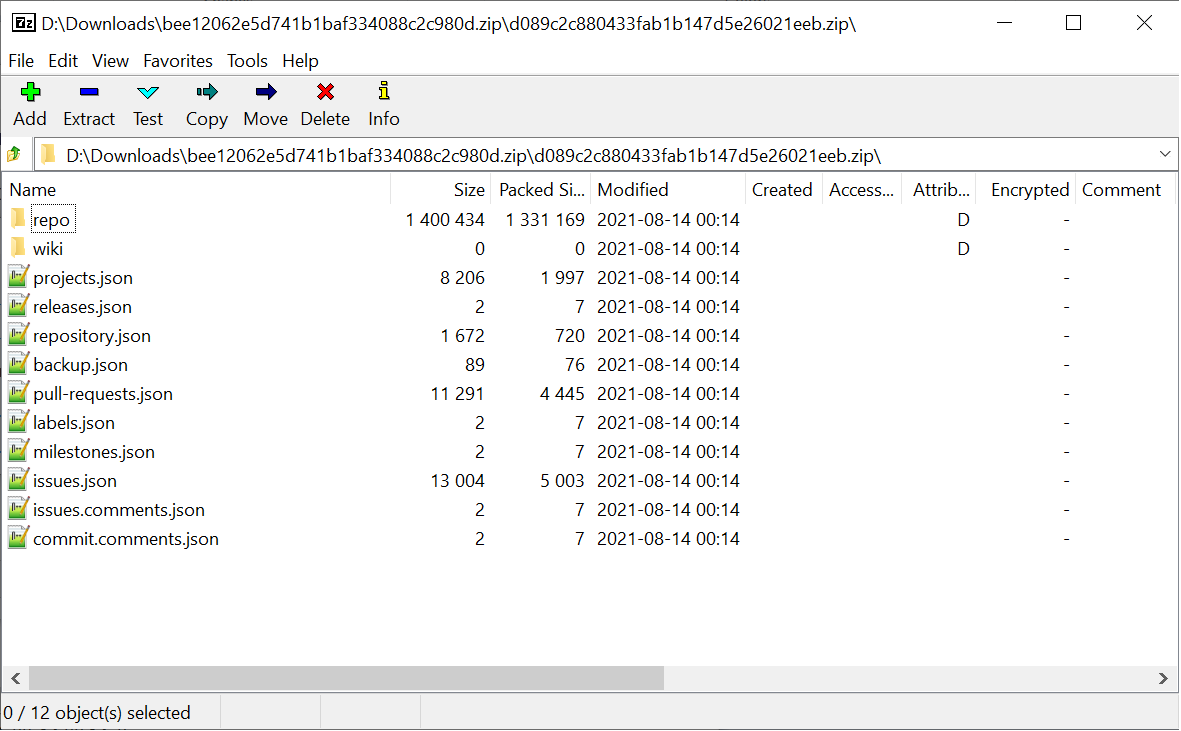 D:\Downloads\bee12062e5d741b1baf334088c2c980d.zip\d089c2c880433fab1b147d5e26021eeb.zip\
File Edit View Favorites Tools Help
Add Extract Test Copy Move Delete Info
D:\Downloads\bee12062e5d741b1baf334088c2c980d.zip\d089c2c880433fab1b147d5e26021eeb.zip\
Name Size Packed Si... Modified Created Access... Attrib... Encrypted Comment
repo 1 400 434 1 331 169 2021-08-14 00:14 D -
wiki 0 0 2021-08-14 00:14 D -
projects.json 8 206 1 997 2021-08-14 00:14 -
releases.json 2 7 2021-08-14 00:14 -
repository.json 1 672 720 2021-08-14 00:14 -
backup.json 89 76 2021-08-14 00:14 -
pull-requests.json 11 291 4 445 2021-08-14 00:14 -
labels.json 2 7 2021-08-14 00:14 -
milestones.json 2 7 2021-08-14 00:14 -
issues.json 13 004 5 003 2021-08-14 00:14 -
issues.comments.json 2 7 2021-08-14 00:14 -
commit.comments.json 2 7 2021-08-14 00:14 -
0 / 12 object(s) selected